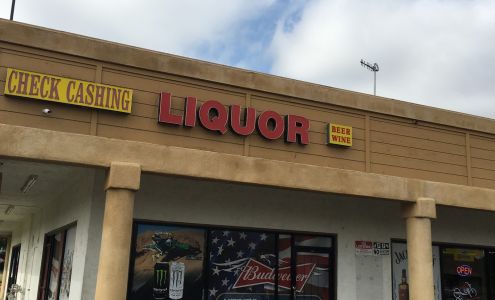 CHECK CASHING
LIQUOR
BEER
WINE
Budweiser
OPEN